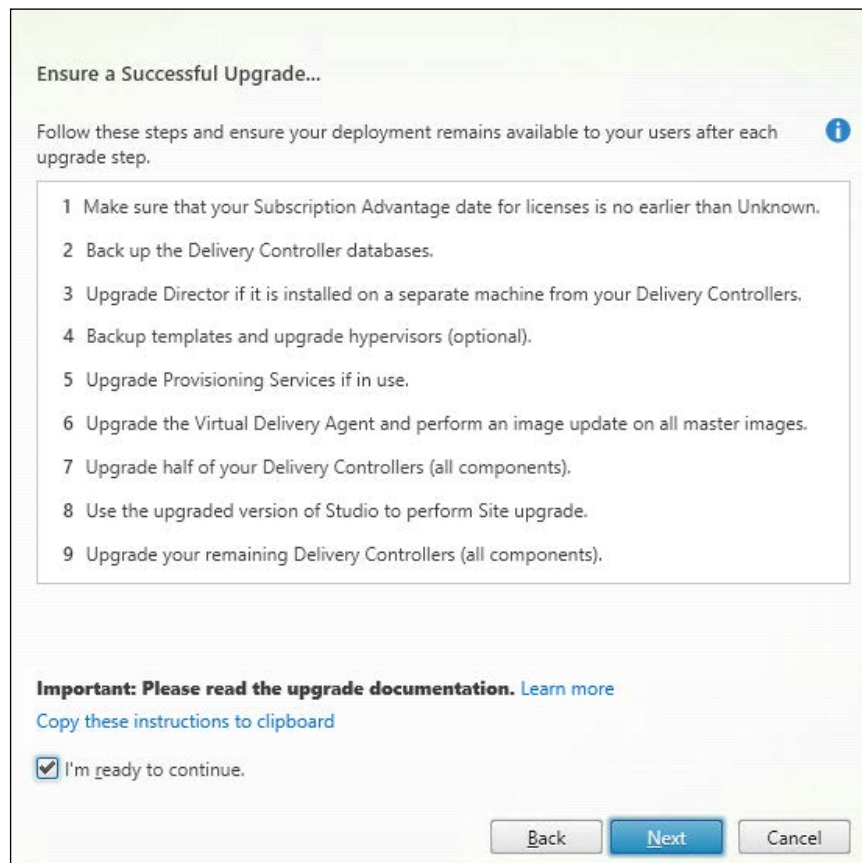 Ensure a Successful Upgrade...
Follow these steps and ensure your deployment remains available to your users after each
upgrade step.
1 Make sure that your Subscription Advantage date for licenses is no earlier than Unknown.
2 Back up the Delivery Controller databases.
3 Upgrade Director if it is installed on a separate machine from your Delivery Controllers.
4 Backup templates and upgrade hypervisors (optional).
5 Upgrade Provisioning Services if in use.
6 Upgrade the Virtual Delivery Agent and perform an image update on all master images.
7 Upgrade half of your Delivery Controllers (all components).
8 Use the upgraded version of Studio to perform Site upgrade.
9 Upgrade your remaining Delivery Controllers (all components).
Important: Please read the upgrade documentation. Learn more
Copy these instructions to clipboard
I'm ready to continue.
Back Next Cancel